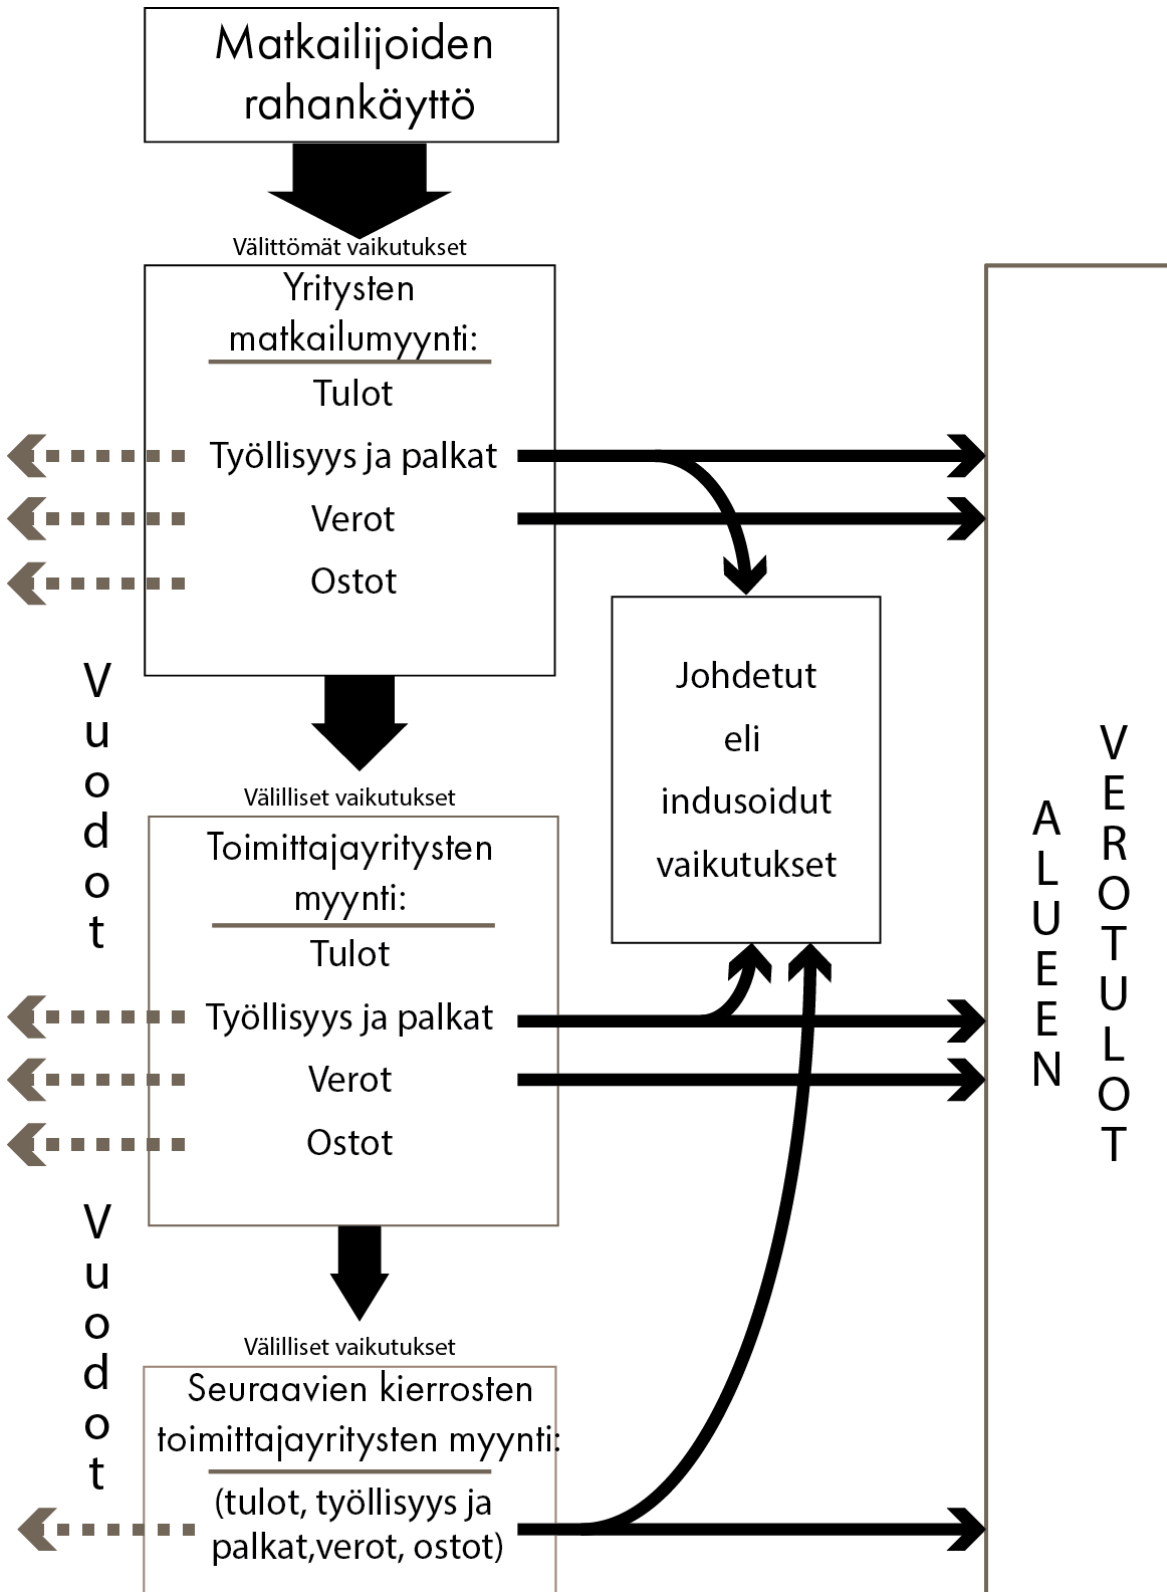 Matkailijoiden
rahankäyttö
Välittömät vaikutukset
Yritysten
matkailumyynti:
Tulot
Työllisyys ja palkat
Verot
Ostot
Vuodot
Johdetut
eli
indusoidut
vaikutukset
Välilliset vaikutukset
Toimittajayritysten
myynti:
Tulot
Työllisyys ja palkat
Verot
Ostot
Vuodot
Välilliset vaikutukset
Seuraavien kierrosten
toimittajayritysten myynti:
(tulot, työllisyys ja
palkat,verot, ostot)
ALUEEN
VEROTULOT